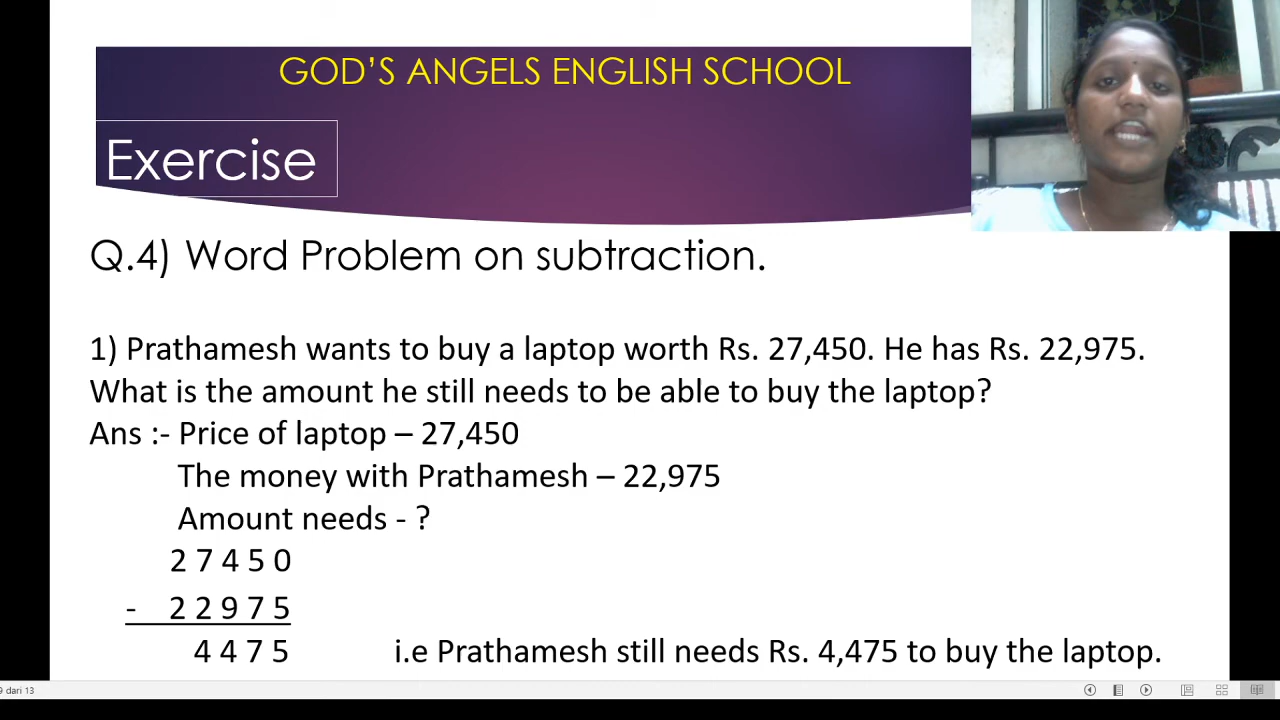 GOD’S ANGELS ENGLISH SCHOOL
Exercise
Q.4) Word Problem on subtraction.
1) Prathamesh wants to buy a laptop worth Rs. 27,450. He has Rs. 22,975.
What is the amount he still needs to be able to buy the laptop?
Ans :- Price of laptop – 27,450
The money with Prathamesh – 22,975
Amount needs - ?
2 7 4 5 0
- 2 2 9 7 5
4 4 7 5 i.e Prathamesh still needs Rs. 4,475 to buy the laptop.
9 dari 13